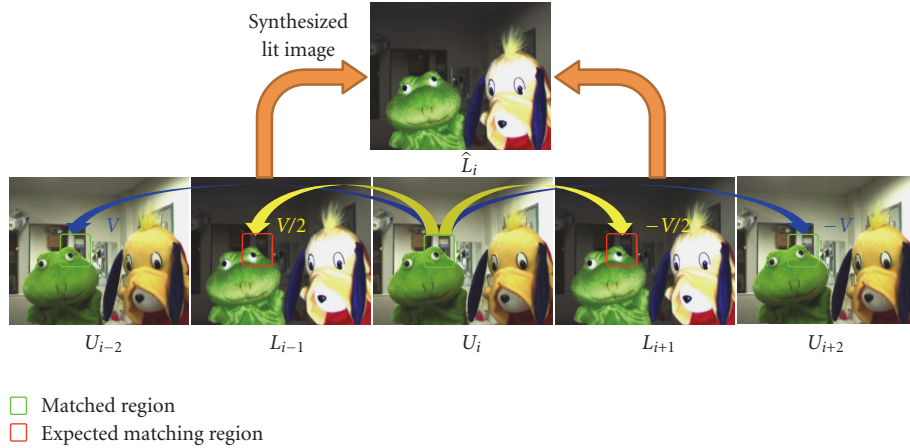 Synthesized
lit image
L̂ᵢ
V
V/2
−V/2
−V
Uᵢ₋₂
Lᵢ₋₁
Uᵢ
Lᵢ₊₁
Uᵢ₊₂
Matched region
Expected matching region